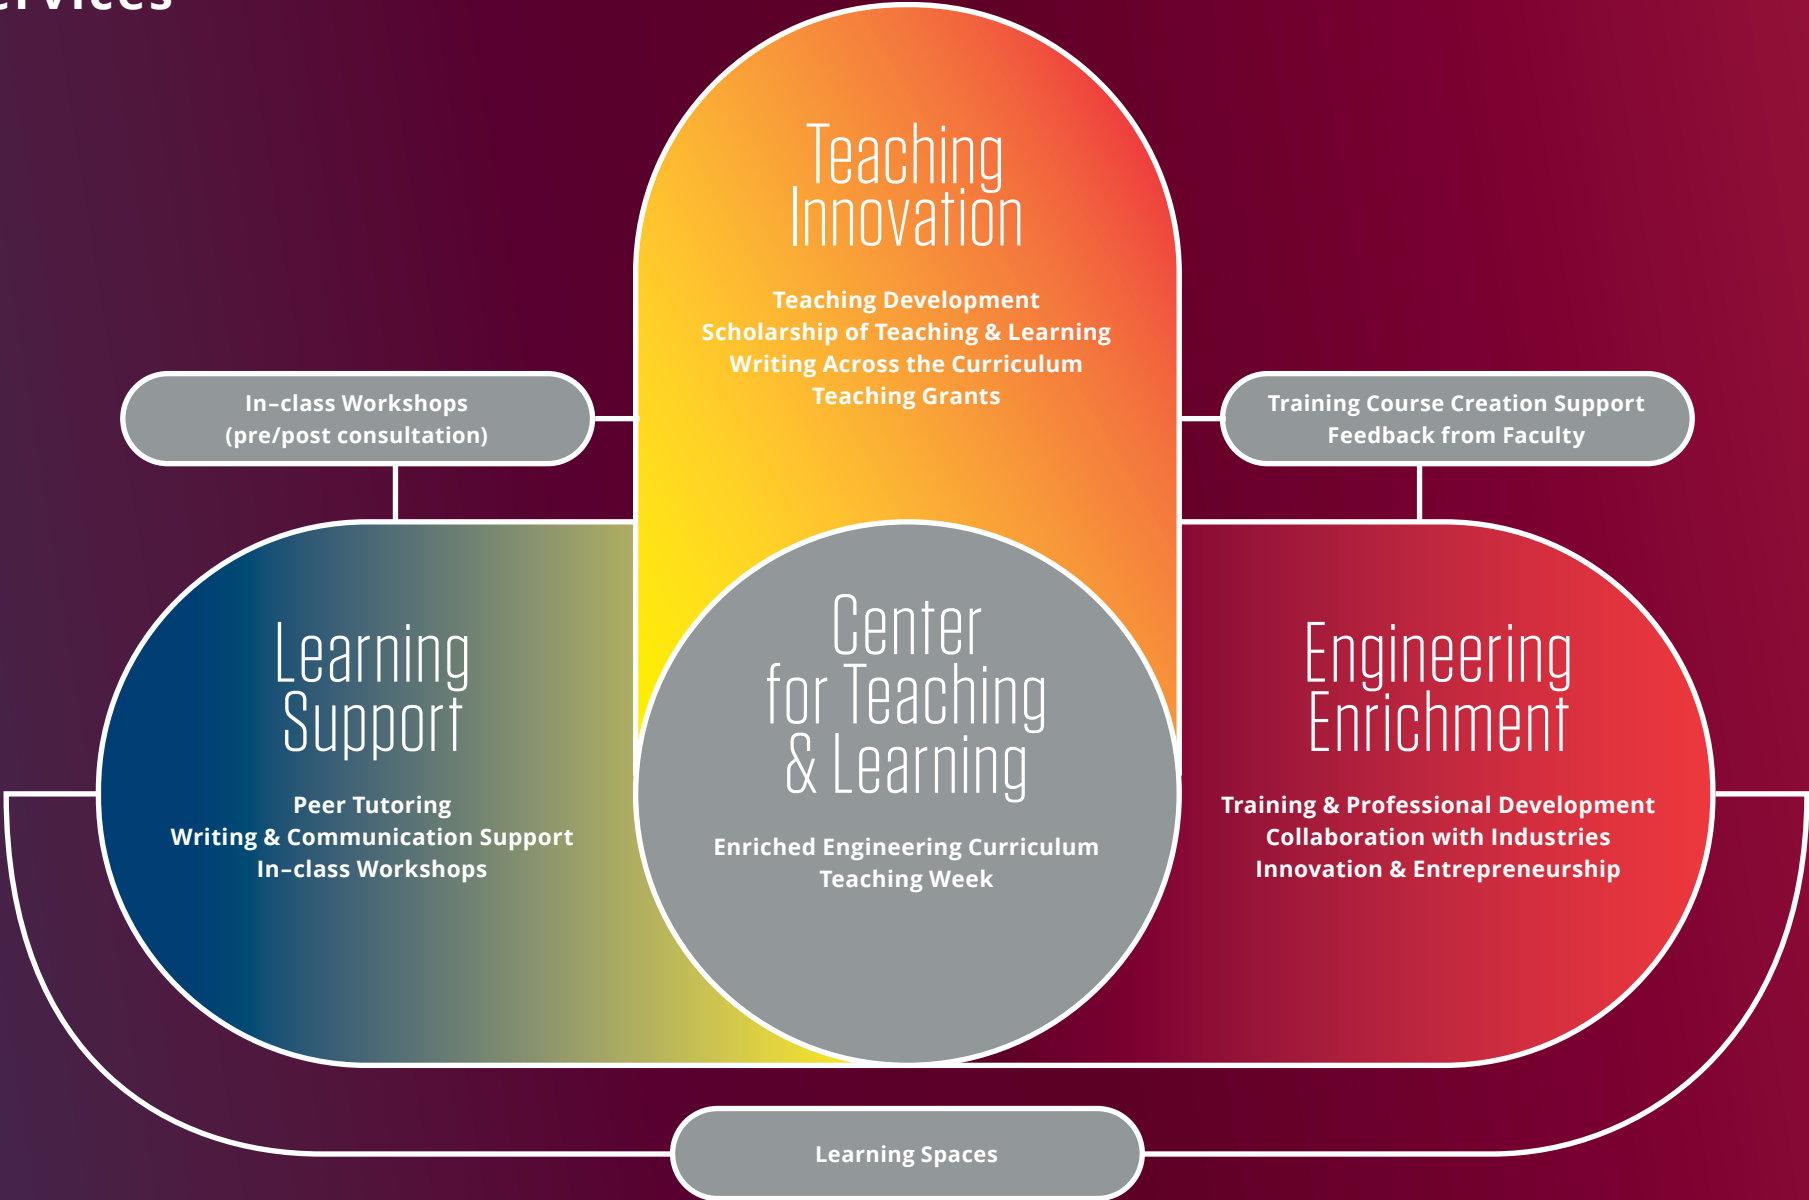 Teaching
Innovation
Teaching Development
Scholarship of Teaching & Learning
Writing Across the Curriculum
Teaching Grants
In–class Workshops
(pre/post consultation)
Training Course Creation Support
Feedback from Faculty
Learning
Support
Peer Tutoring
Writing & Communication Support
In–class Workshops
Center
for Teaching
& Learning
Enriched Engineering Curriculum
Teaching Week
Engineering
Enrichment
Training & Professional Development
Collaboration with Industries
Innovation & Entrepreneurship
Learning Spaces